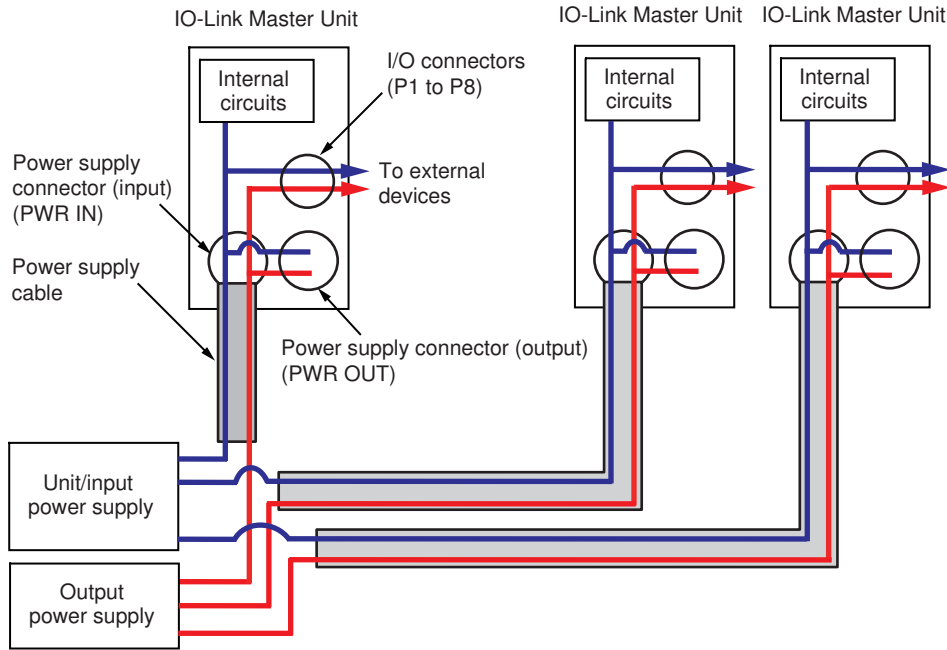 IO-Link Master Unit
IO-Link Master Unit
IO-Link Master Unit
Internal
circuits
I/O connectors
(P1 to P8)
Internal
circuits
Internal
circuits
Power supply
connector (input)
(PWR IN)
To external
devices
Power supply
cable
Power supply connector (output)
(PWR OUT)
Unit/input
power supply
Output
power supply